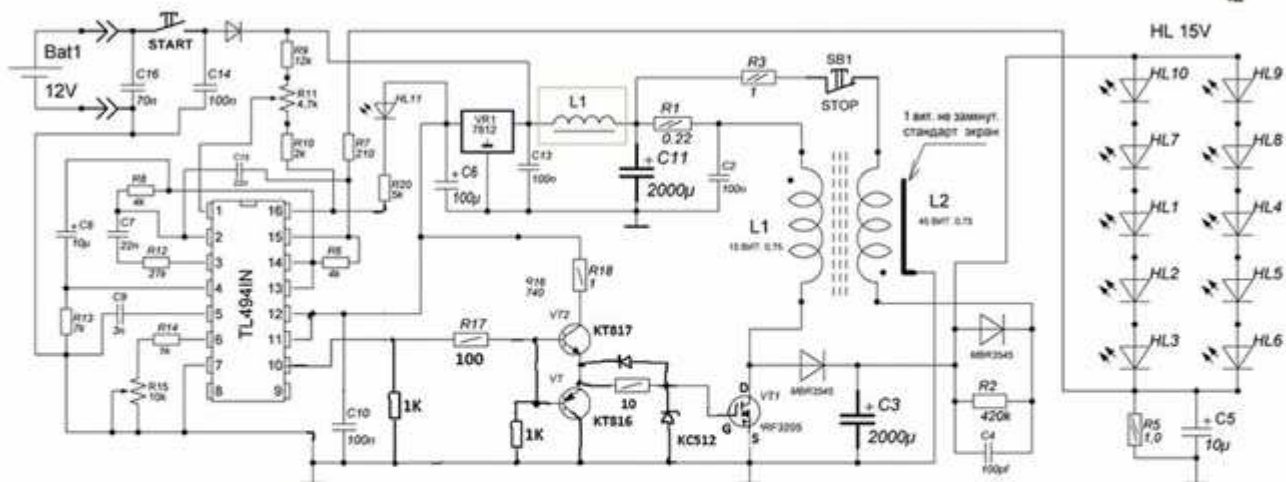 Bat1
12V
START
C16
70n
C14
100n
R9
12k
R11
4.7k
R10
2k
R7
210
HL11
R20
5k
VR1
7812
C6
100µ
C13
100n
L1
C11
2000µ
R1
0.22
R3
1
SB1
STOP
C2
100n
1 вит. не замкнут.
стандарт экран
L1
L2
HL 15V
HL10
HL9
HL7
HL8
HL1
HL4
HL2
HL5
HL3
HL6
R8
4k
C7
22n
R12
C8
10µ
R13
7k
C9
3n
R14
R15
10k
TL494IN
1
2
3
4
5
6
7
8
16
15
14
13
12
11
10
9
R6
4k
C10
100n
1K
R17
100
R18
1
R16
740
VT2
KT817
VT
KT816
1K
10
KC512
D
G
S
VT1
IRF3205
MBR3545
C3
2000µ
MBR3545
R2
420k
C4
100pf
R5
1,0
C5
10µ